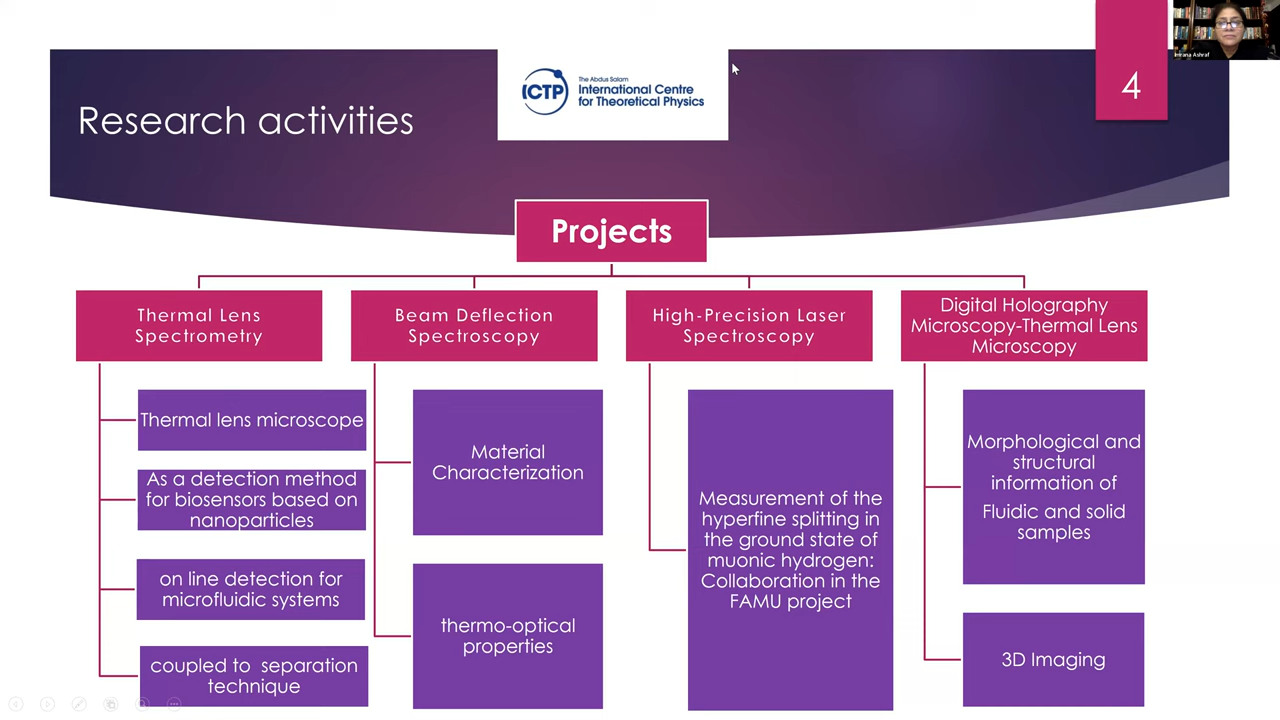 Research activities
ICTP
The Abdus Salam
International Centre
for Theoretical Physics
4
Imrana Ashraf
Projects
Thermal Lens
Spectrometry
Thermal lens microscope
As a detection method
for biosensors based on
nanoparticles
on line detection for
microfluidic systems
coupled to separation
technique
Beam Deflection
Spectroscopy
Material
Characterization
thermo-optical
properties
High-Precision Laser
Spectroscopy
Measurement of the
hyperfine splitting in
the ground state of
muonic hydrogen:
Collaboration in the
FAMU project
Digital Holography
Microscopy-Thermal Lens
Microscopy
Morphological and
structural
information of
Fluidic and solid
samples
3D Imaging